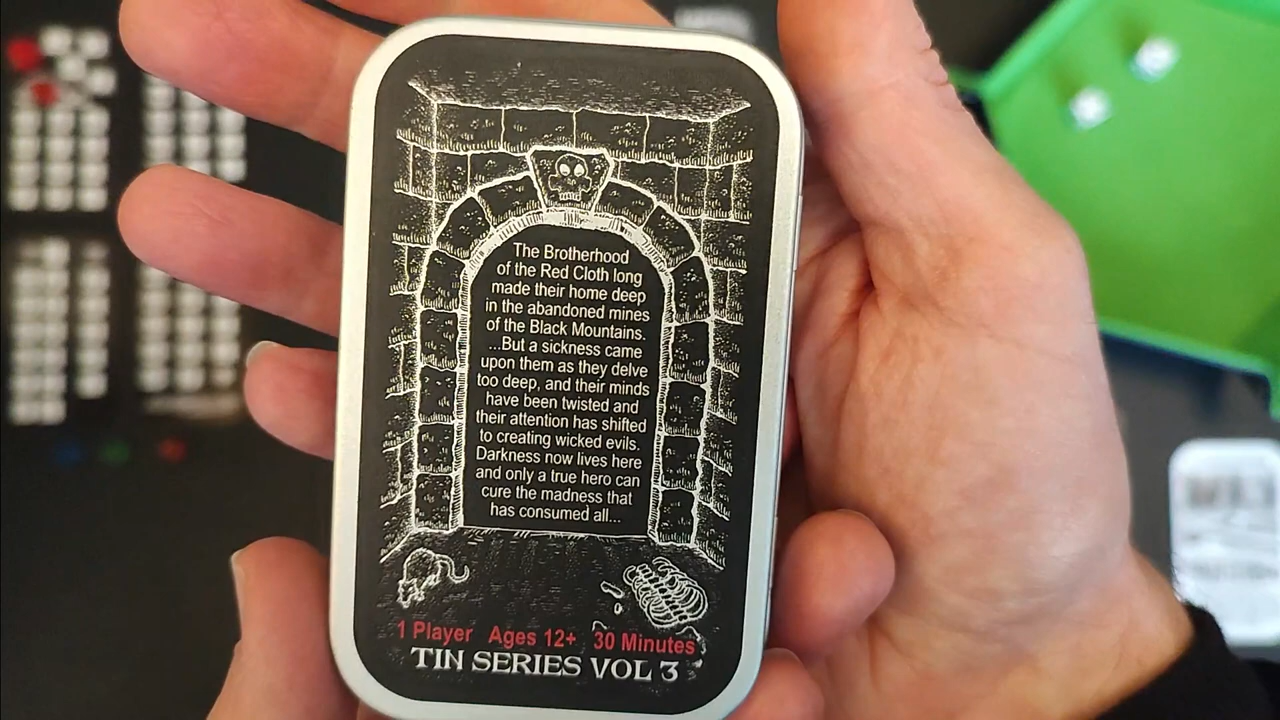 The Brotherhood
of the Red Cloth long
made their home deep
in the abandoned mines
of the Black Mountains.
...But a sickness came
upon them as they delve
too deep, and their minds
have been twisted and
their attention has shifted
to creating wicked evils.
Darkness now lives here
and only a true hero can
cure the madness that
has consumed all...
1 Player Ages 12+ 30 Minutes
TIN SERIES VOL 3